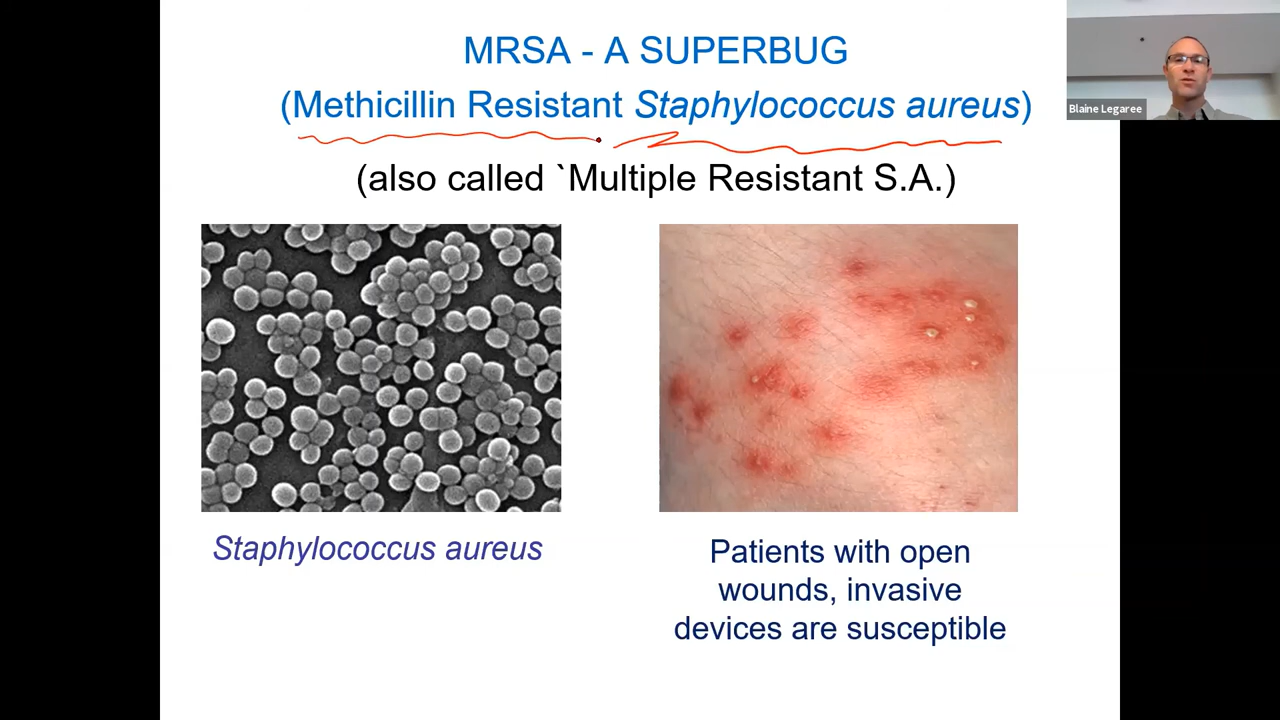 MRSA - A SUPERBUG
(Methicillin Resistant Staphylococcus aureus)
(also called `Multiple Resistant S.A.)
Blaine Legaree
Staphylococcus aureus
Patients with open
wounds, invasive
devices are susceptible